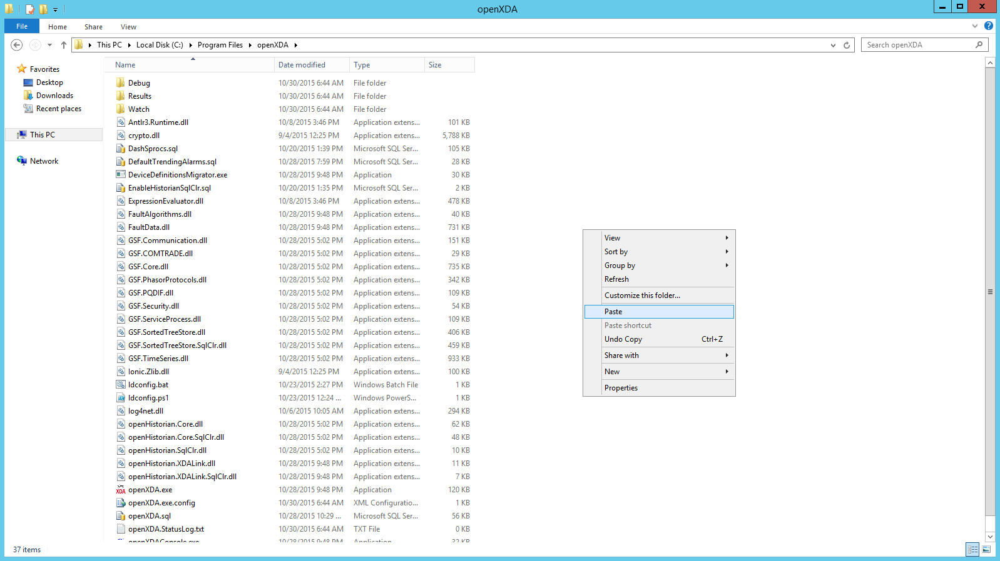 openXDA
File Home Share View
This PC Local Disk (C:) Program Files openXDA
Search openXDA
Name Date modified Type Size
Favorites
Desktop
Downloads
Recent places
This PC
Network
Debug 10/30/2015 6:44 AM File folder
Results 10/30/2015 6:44 AM File folder
Watch 10/30/2015 6:44 AM File folder
Antlr3.Runtime.dll 10/8/2015 3:46 PM Application extens... 101 KB
crypto.dll 9/4/2015 12:25 PM Application extens... 5,788 KB
DashSprocs.sql 10/20/2015 1:39 PM Microsoft SQL Ser... 105 KB
DefaultTrendingAlarms.sql 10/28/2015 7:59 PM Microsoft SQL Ser... 28 KB
DeviceDefinitionsMigrator.exe 10/28/2015 9:48 PM Application 30 KB
EnableHistorianSqlClr.sql 10/20/2015 1:35 PM Microsoft SQL Ser... 2 KB
ExpressionEvaluator.dll 10/8/2015 3:46 PM Application extens... 478 KB
FaultAlgorithms.dll 10/28/2015 9:48 PM Application extens... 40 KB
FaultData.dll 10/28/2015 9:48 PM Application extens... 731 KB
GSF.Communication.dll 10/28/2015 5:02 PM Application extens... 151 KB
GSF.COMTRADE.dll 10/28/2015 5:02 PM Application extens... 29 KB
GSF.Core.dll 10/28/2015 5:02 PM Application extens... 735 KB
GSF.PhasorProtocols.dll 10/28/2015 5:02 PM Application extens... 342 KB
GSF.PQDIF.dll 10/28/2015 5:02 PM Application extens... 109 KB
GSF.Security.dll 10/28/2015 5:02 PM Application extens... 54 KB
GSF.ServiceProcess.dll 10/28/2015 5:02 PM Application extens... 109 KB
GSF.SortedTreeStore.dll 10/28/2015 5:02 PM Application extens... 406 KB
GSF.SortedTreeStore.SqlClr.dll 10/28/2015 5:02 PM Application extens... 459 KB
GSF.TimeSeries.dll 10/28/2015 5:02 PM Application extens... 933 KB
Ionic.Zlib.dll 9/4/2015 12:25 PM Application extens... 100 KB
ldconfig.bat 10/23/2015 2:27 PM Windows Batch File 1 KB
ldconfig.ps1 10/23/2015 12:24 ... Windows PowerS... 1 KB
log4net.dll 10/6/2015 10:05 AM Application extens... 294 KB
openHistorian.Core.dll 10/28/2015 5:02 PM Application extens... 62 KB
openHistorian.Core.SqlClr.dll 10/28/2015 5:02 PM Application extens... 48 KB
openHistorian.SqlClr.dll 10/28/2015 5:02 PM Application extens... 10 KB
openHistorian.XDALink.dll 10/28/2015 9:48 PM Application extens... 11 KB
openHistorian.XDALink.SqlClr.dll 10/28/2015 9:48 PM Application extens... 7 KB
XDA openXDA.exe 10/28/2015 9:48 PM Application 120 KB
openXDA.exe.config 10/30/2015 6:44 AM XML Configuratio... 1 KB
openXDA.sql 10/28/2015 10:29 ... Microsoft SQL Ser... 56 KB
openXDA.StatusLog.txt 10/30/2015 6:44 AM TXT File 0 KB
openXDAConsole.exe 10/28/2015 9:48 PM Application 32 KB
View
Sort by
Group by
Refresh
Customize this folder...
Paste
Paste shortcut
Undo Copy Ctrl+Z
Share with
New
Properties
37 items